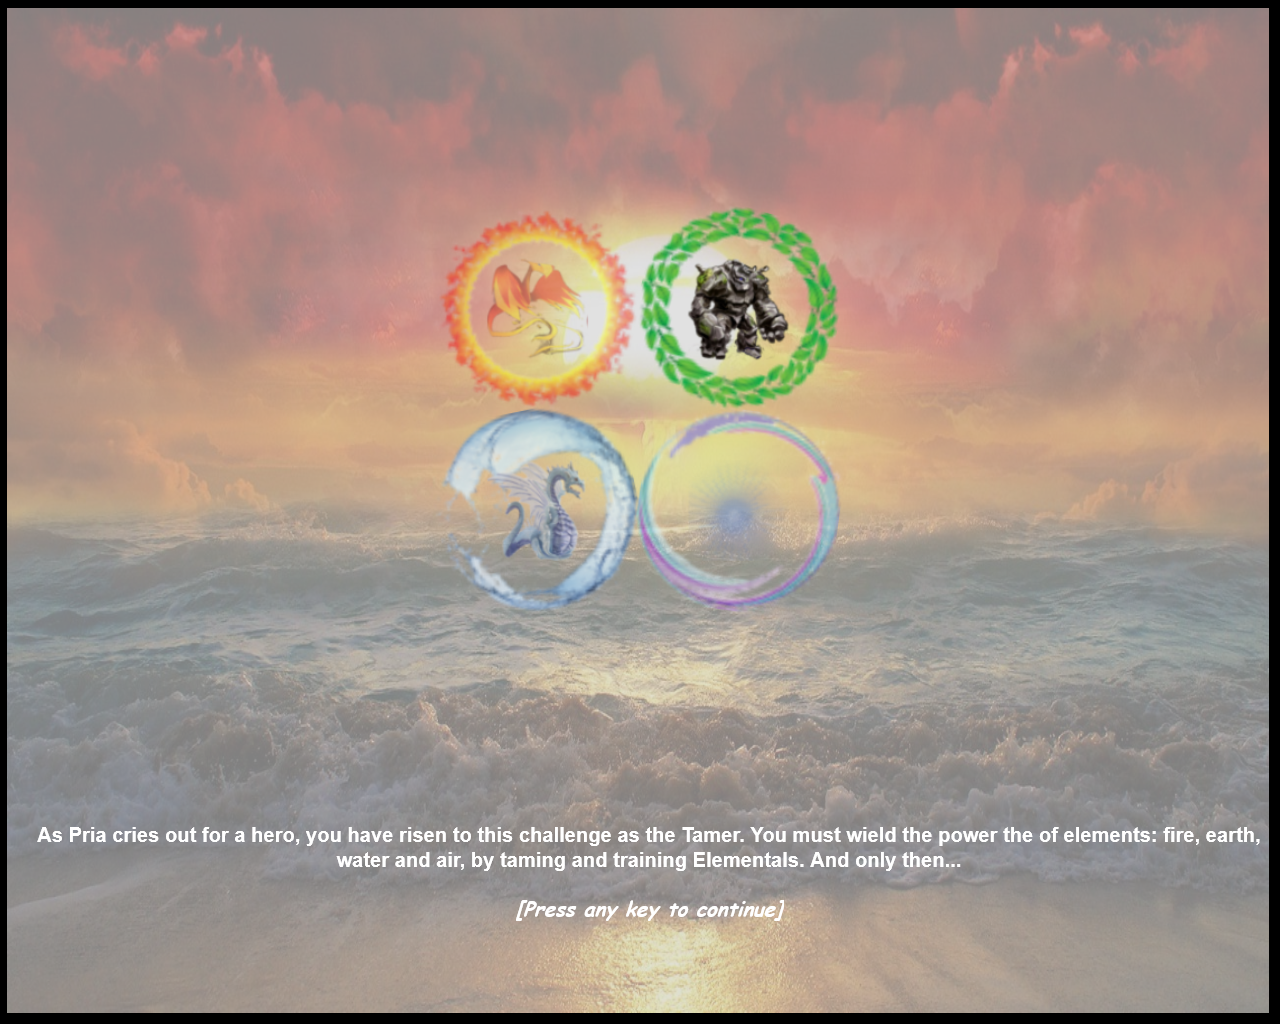 As Pria cries out for a hero, you have risen to this challenge as the Tamer. You must wield the power the of elements: fire, earth,
water and air, by taming and training Elementals. And only then...
[Press any key to continue]